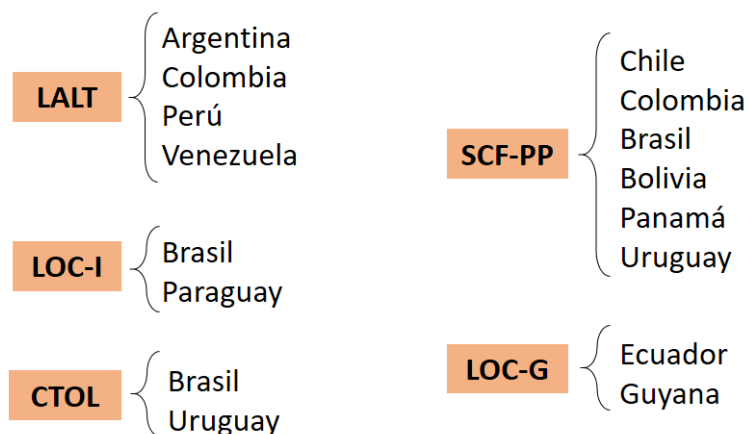 LALT
Argentina
Colombia
Perú
Venezuela
LOC-I
Brasil
Paraguay
CTOL
Brasil
Uruguay
SCF-PP
Chile
Colombia
Brasil
Bolivia
Panamá
Uruguay
LOC-G
Ecuador
Guyana